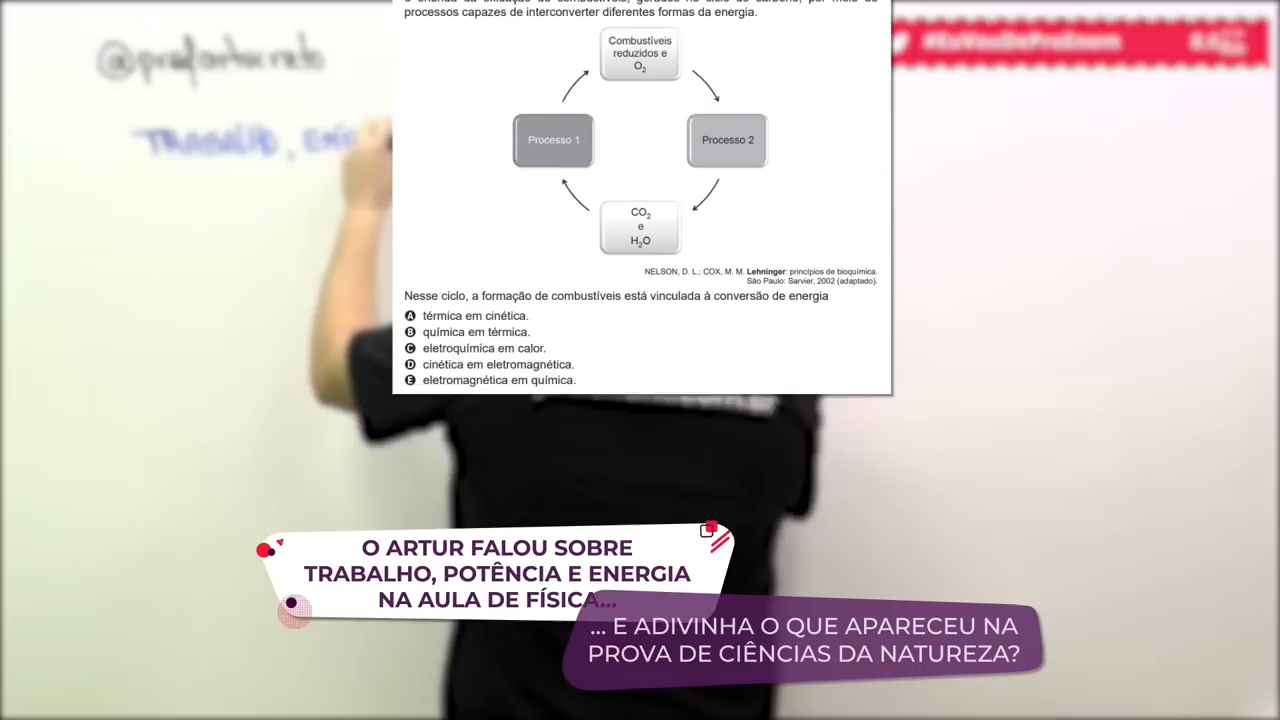 @profarturneto
TRABALHO,
#EuVouDePreEnem
processos capazes de interconverter diferentes formas da energia.
Combustíveis
reduzidos e
O₂
Processo 1
Processo 2
CO₂
e
H₂O
NELSON, D. L.; COX, M. M. Lehninger: princípios de bioquímica.
São Paulo: Sarvier, 2002 (adaptado).
Nesse ciclo, a formação de combustíveis está vinculada à conversão de energia
A térmica em cinética.
B química em térmica.
C eletroquímica em calor.
D cinética em eletromagnética.
E eletromagnética em química.
O ARTUR FALOU SOBRE
TRABALHO, POTÊNCIA E ENERGIA
NA AULA DE FÍSICA...
... E ADIVINHA O QUE APARECEU NA
PROVA DE CIÊNCIAS DA NATUREZA?